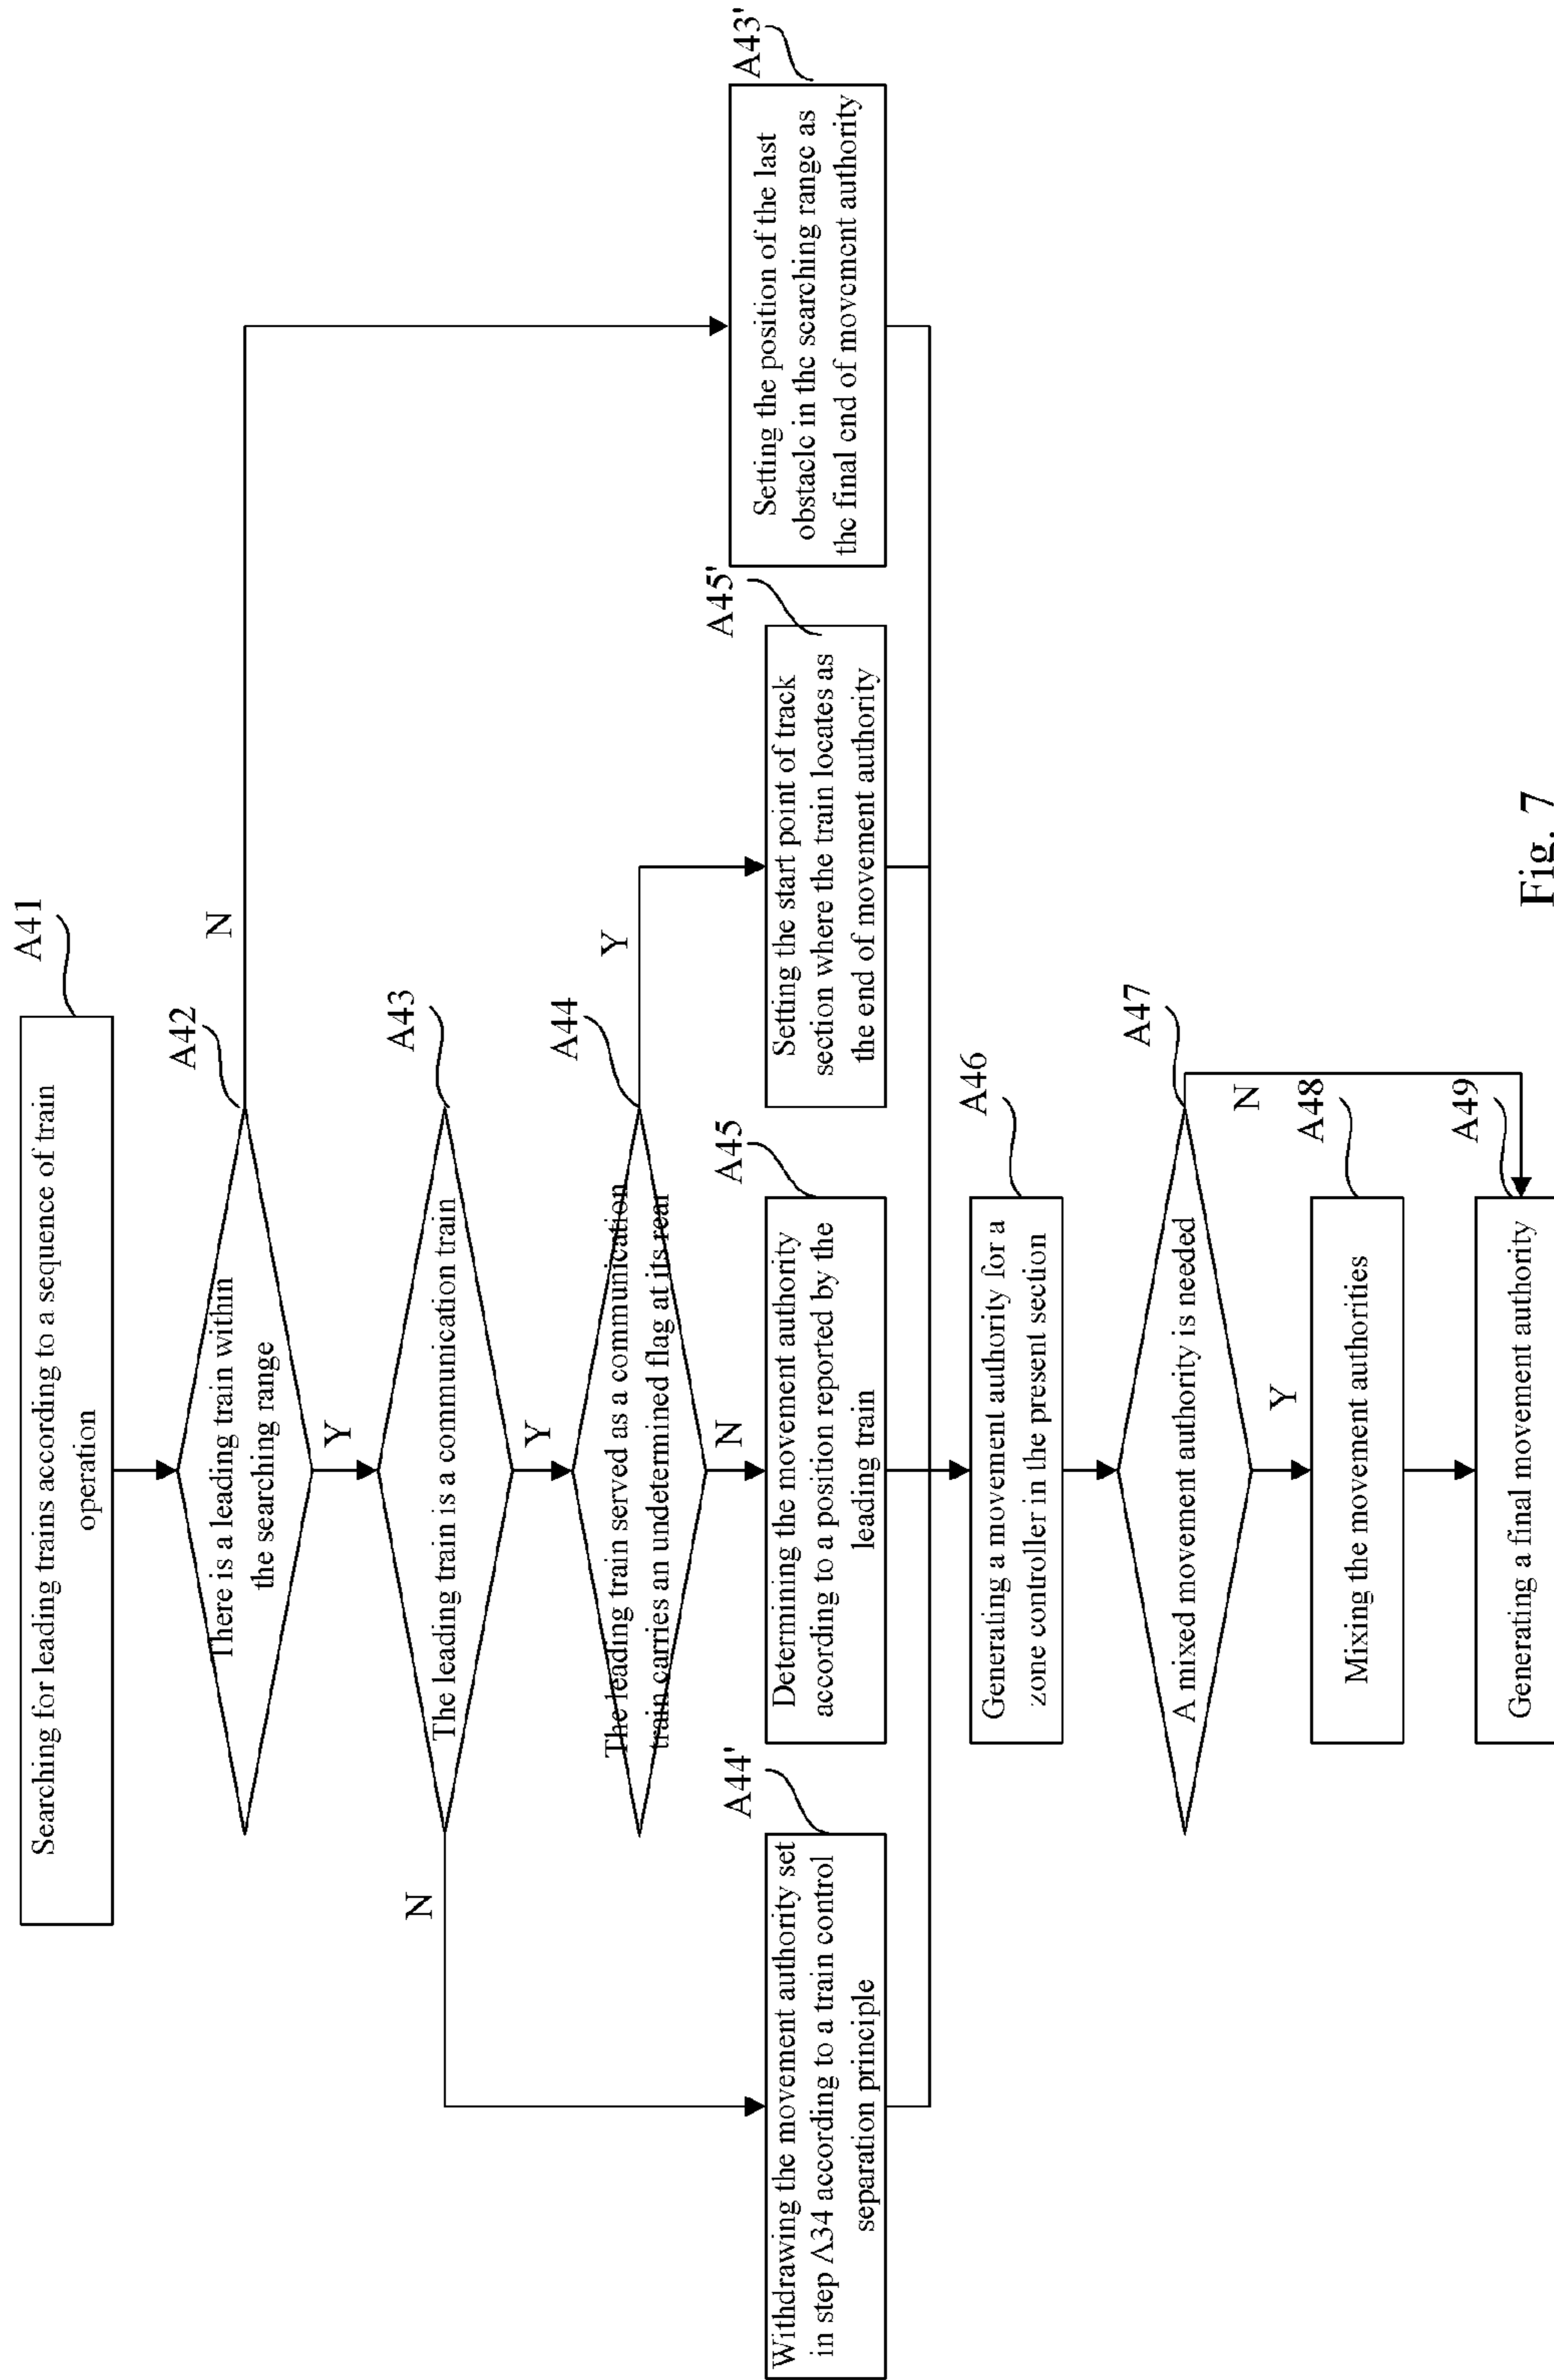 Searching for leading trains according to a sequence of train
operation
A41
There is a leading train within
the searching range
A42
N
Y
The leading train is a communication train
A43
N
Y
The leading train served as a communication
train carries an undetermined flag at its rear
A44
Y
N
Withdrawing the movement authority set
in step A34 according to a train control
separation principle
A44'
Determining the movement authority
according to a position reported by the
leading train
A45
Setting the start point of track
section where the train locates as
the end of movement authority
A45'
Setting the position of the last
obstacle in the searching range as
the final end of movement authority
A43'
Generating a movement authority for a
zone controller in the present section
A46
A mixed movement authority is needed
A47
N
Y
Mixing the movement authorities
A48
Generating a final movement authority
A49
Fig. 7